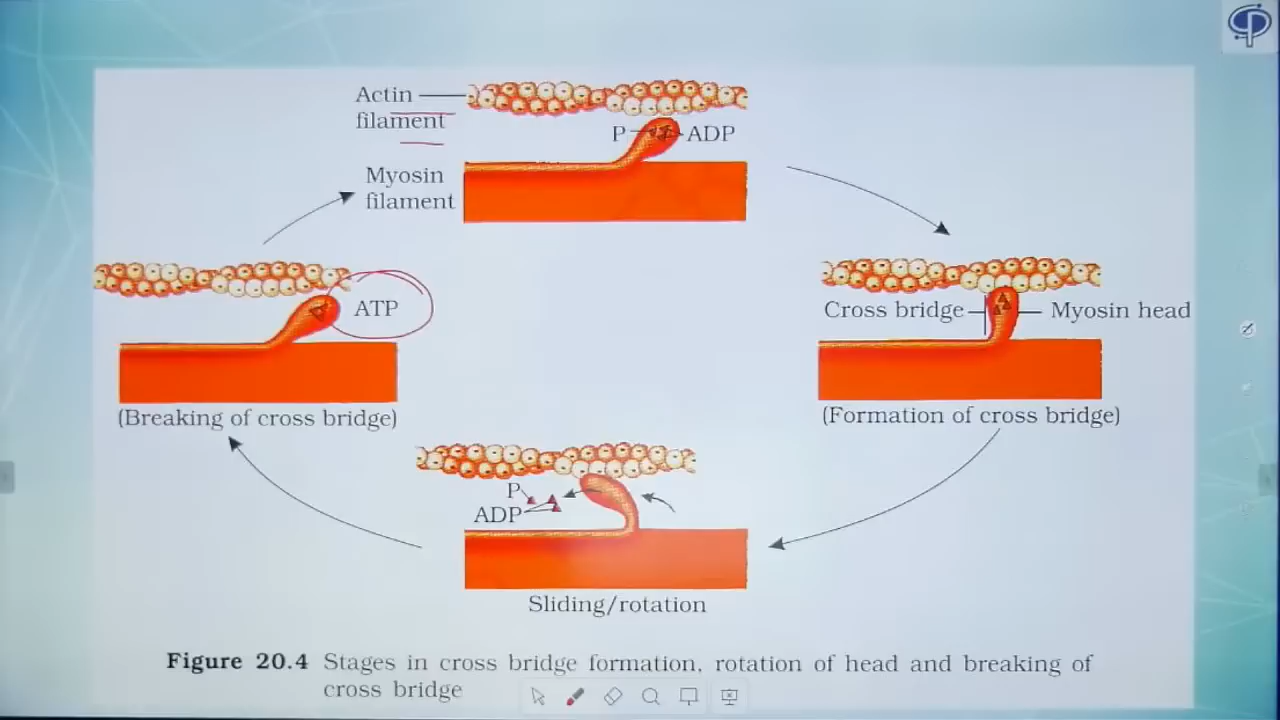 Actin
filament
P
ADP
Myosin
filament
ATP
(Breaking of cross bridge)
Cross bridge
Myosin head
(Formation of cross bridge)
P
ADP
Sliding/rotation
Figure 20.4 Stages in cross bridge formation, rotation of head and breaking of
cross bridge